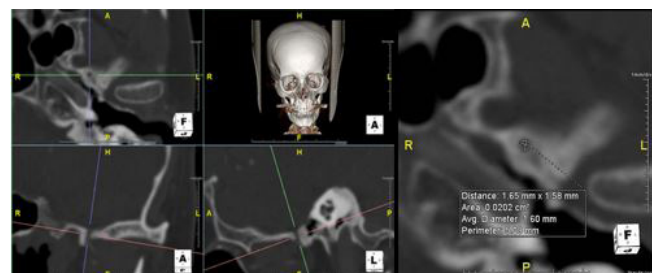 A
R
L
F
P
H
R
L
A
H
R
A
H
A
P
L
A
R
L
Distance: 1.65 mm x 1.58 mm
Area: 0.0202 cm²
Avg. Diameter: 1.60 mm
F
P